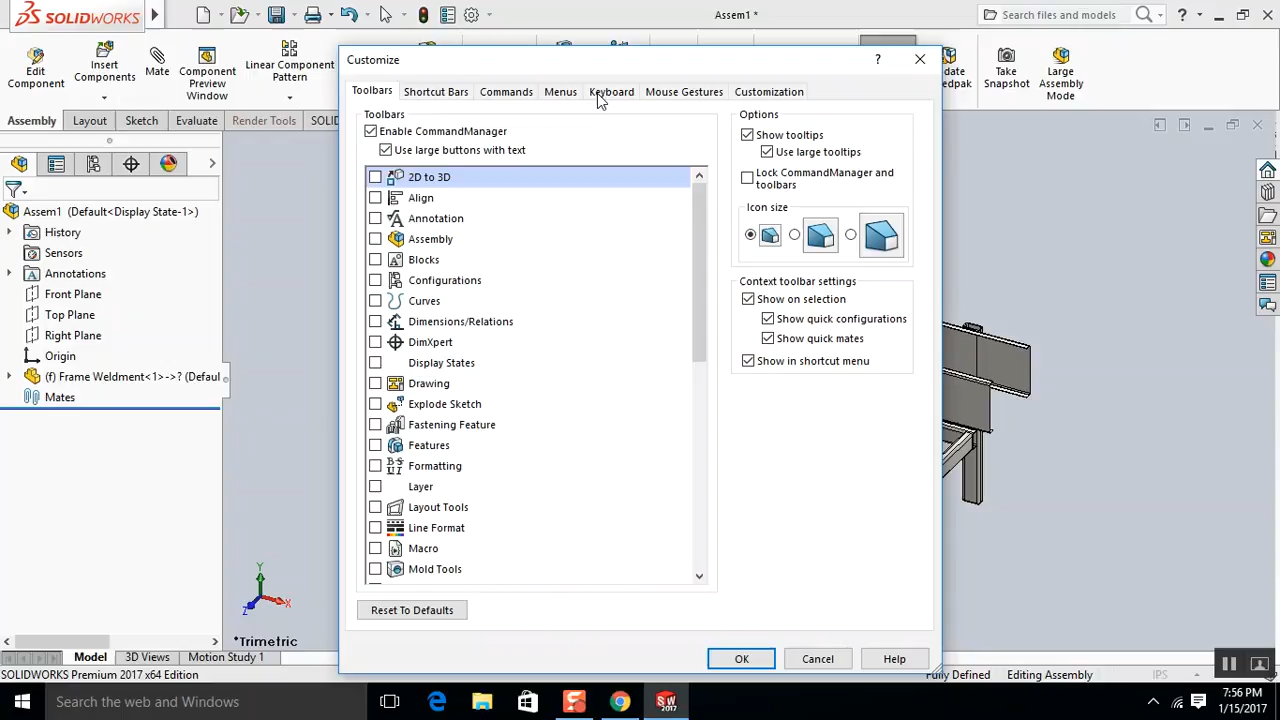 SOLIDWORKS
Assem1 *
Search files and models
Customize
Edit
Component
Insert
Components
Mate
Component
Preview
Window
Linear Component
Pattern
Take
Snapshot
Large
Assembly
Mode
Assembly
Layout
Sketch
Evaluate
Render Tools
Toolbars
Shortcut Bars
Commands
Menus
Keyboard
Mouse Gestures
Customization
Toolbars
Enable CommandManager
Use large buttons with text
2D to 3D
Align
Annotation
Assembly
Blocks
Configurations
Curves
Dimensions/Relations
DimXpert
Display States
Drawing
Explode Sketch
Fastening Feature
Features
Formatting
Layer
Layout Tools
Line Format
Macro
Mold Tools
Reset To Defaults
Options
Show tooltips
Use large tooltips
Lock CommandManager and
toolbars
Icon size
Context toolbar settings
Show on selection
Show quick configurations
Show quick mates
Show in shortcut menu
OK
Cancel
Help
Assem1 (Default<Display State-1>)
History
Sensors
Annotations
Front Plane
Top Plane
Right Plane
Origin
(f) Frame Weldment<1>->? (Defaul
Mates
Y
X
Z
*Trimetric
Model
3D Views
Motion Study 1
SOLIDWORKS Premium 2017 x64 Edition
Fully Defined
Editing Assembly
IPS
Search the web and Windows
7:56 PM
1/15/2017